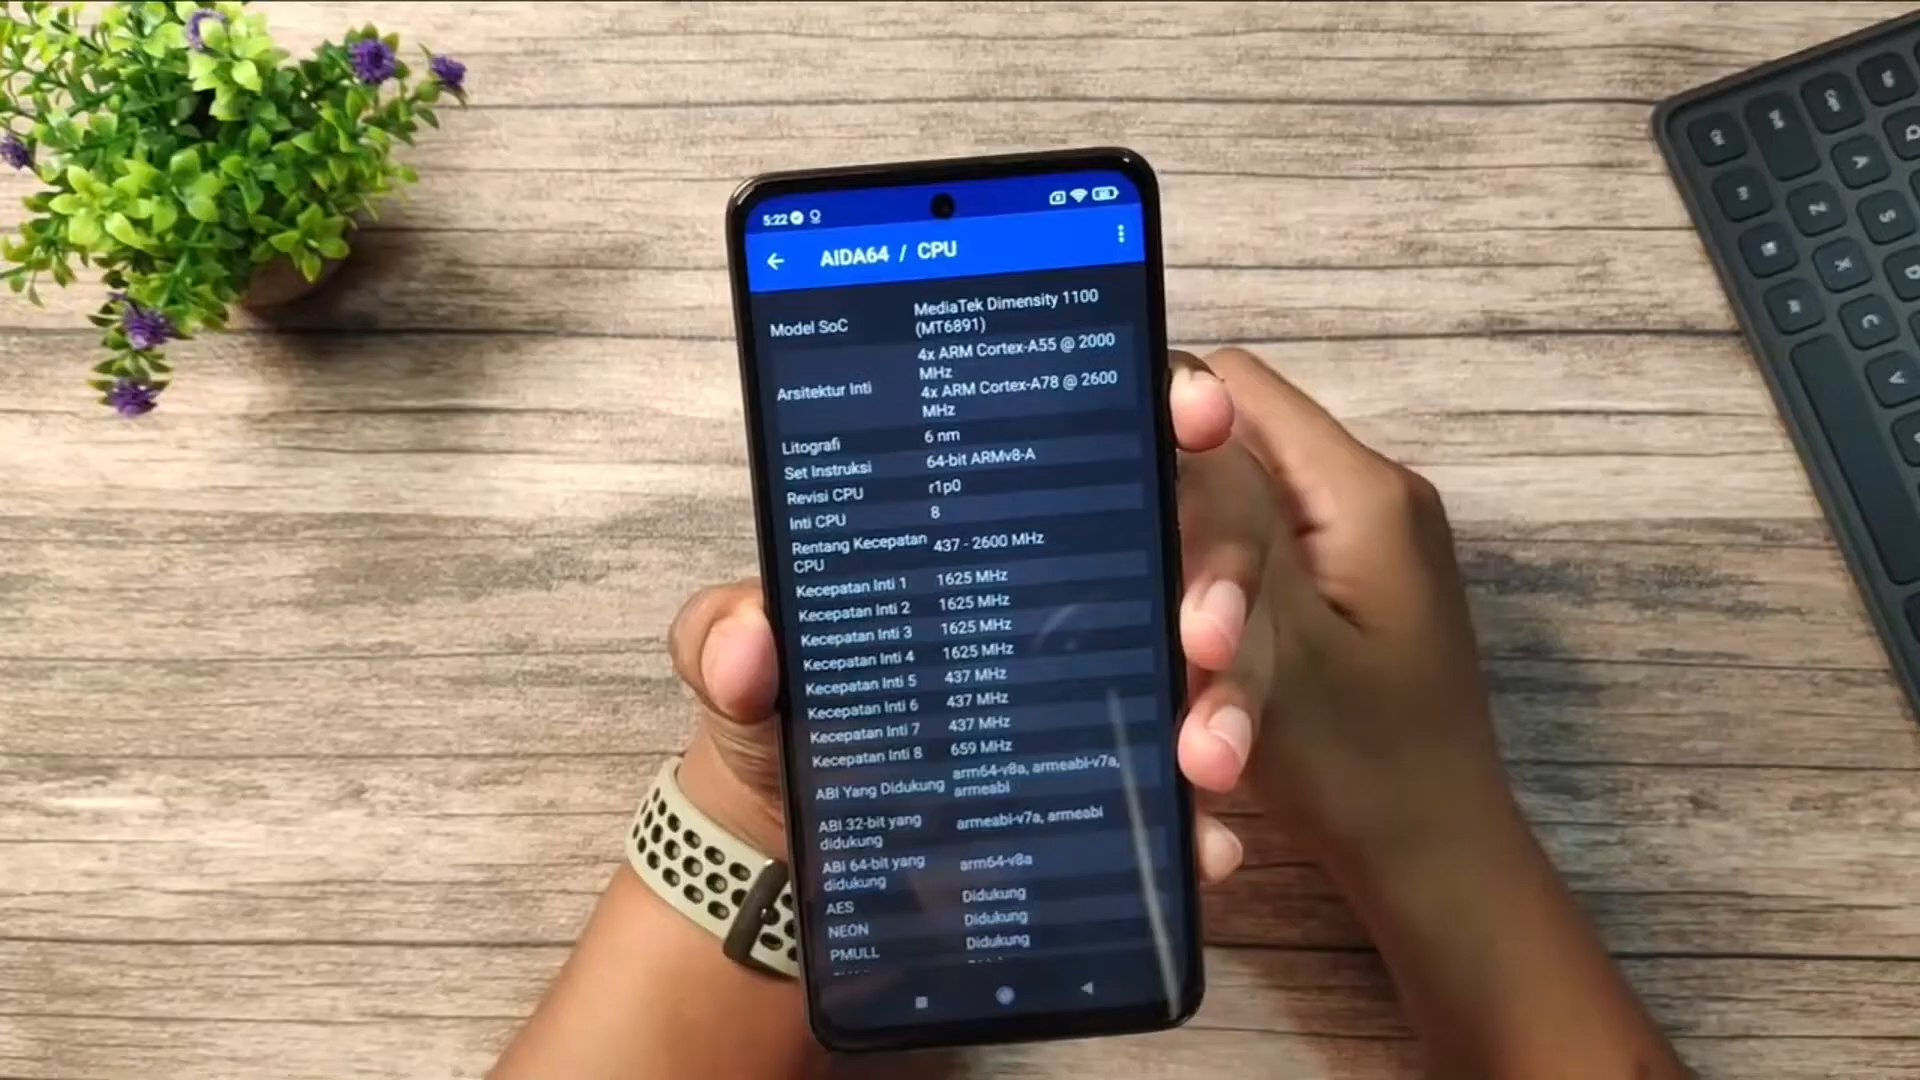 5:22
AIDA64 / CPU
Model SoC MediaTek Dimensity 1100
(MT6891)
Arsitektur Inti 4x ARM Cortex-A55 @ 2000
MHz
4x ARM Cortex-A78 @ 2600
MHz
Litografi 6 nm
Set Instruksi 64-bit ARMv8-A
Revisi CPU r1p0
Inti CPU 8
Rentang Kecepatan
CPU 437 - 2600 MHz
Kecepatan Inti 1 1625 MHz
Kecepatan Inti 2 1625 MHz
Kecepatan Inti 3 1625 MHz
Kecepatan Inti 4 1625 MHz
Kecepatan Inti 5 437 MHz
Kecepatan Inti 6 437 MHz
Kecepatan Inti 7 437 MHz
Kecepatan Inti 8 659 MHz
ABI Yang Didukung arm64-v8a, armeabi-v7a,
armeabi
ABI 32-bit yang
didukung armeabi-v7a, armeabi
ABI 64-bit yang
didukung arm64-v8a
AES Didukung
NEON Didukung
PMULL Didukung
A
Z
S
X
C
V